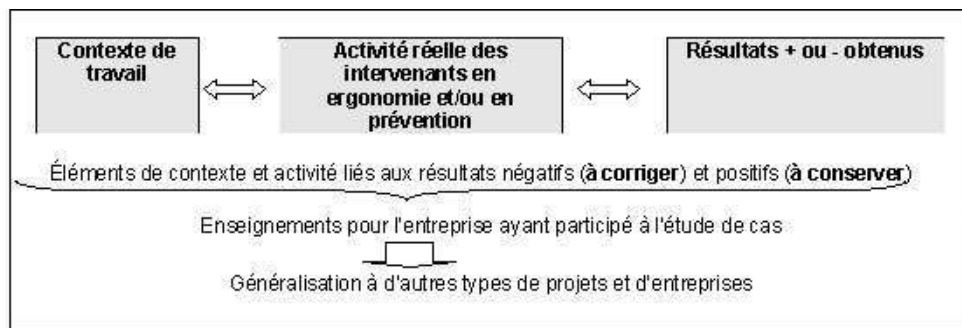 Contexte de
travail
Activité réelle des
intervenants en
ergonomie et/ou en
prévention
Résultats + ou - obtenus
Éléments de contexte et activité liés aux résultats négatifs (à corriger) et positifs (à conserver)
Enseignements pour l'entreprise ayant participé à l'étude de cas
Généralisation à d'autres types de projets et d'entreprises